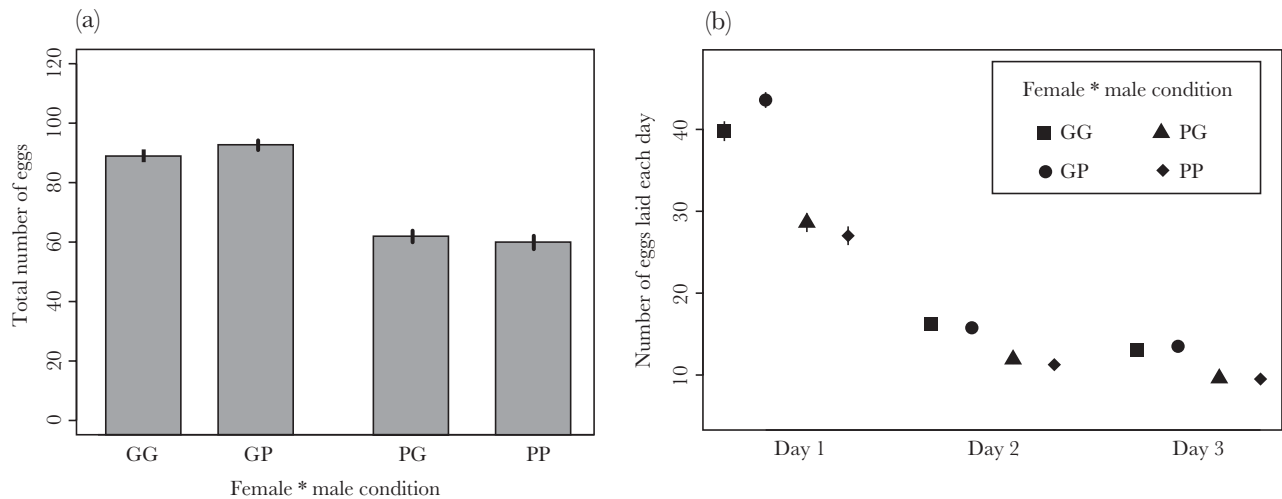 (a)
Total number of eggs
120
100
80
60
40
20
0
GG GP PG PP
Female * male condition
(b)
Number of eggs laid each day
40
30
20
10
Female * male condition
GG PG
GP PP
Day 1 Day 2 Day 3